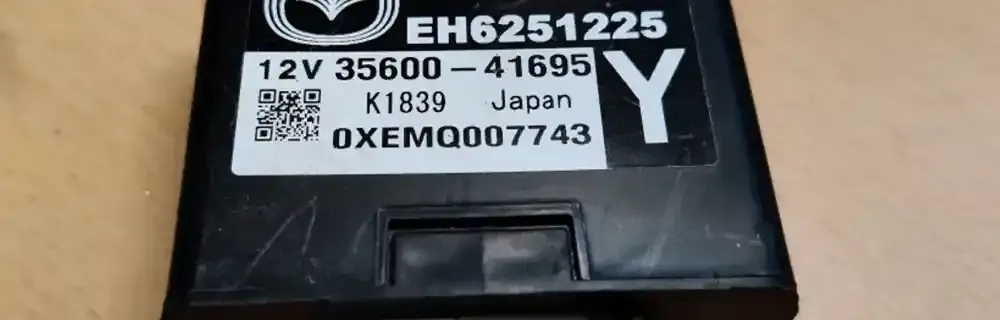 EH6251225
12V 35600-41695
K1839 Japan
0XEMQ007743
Y